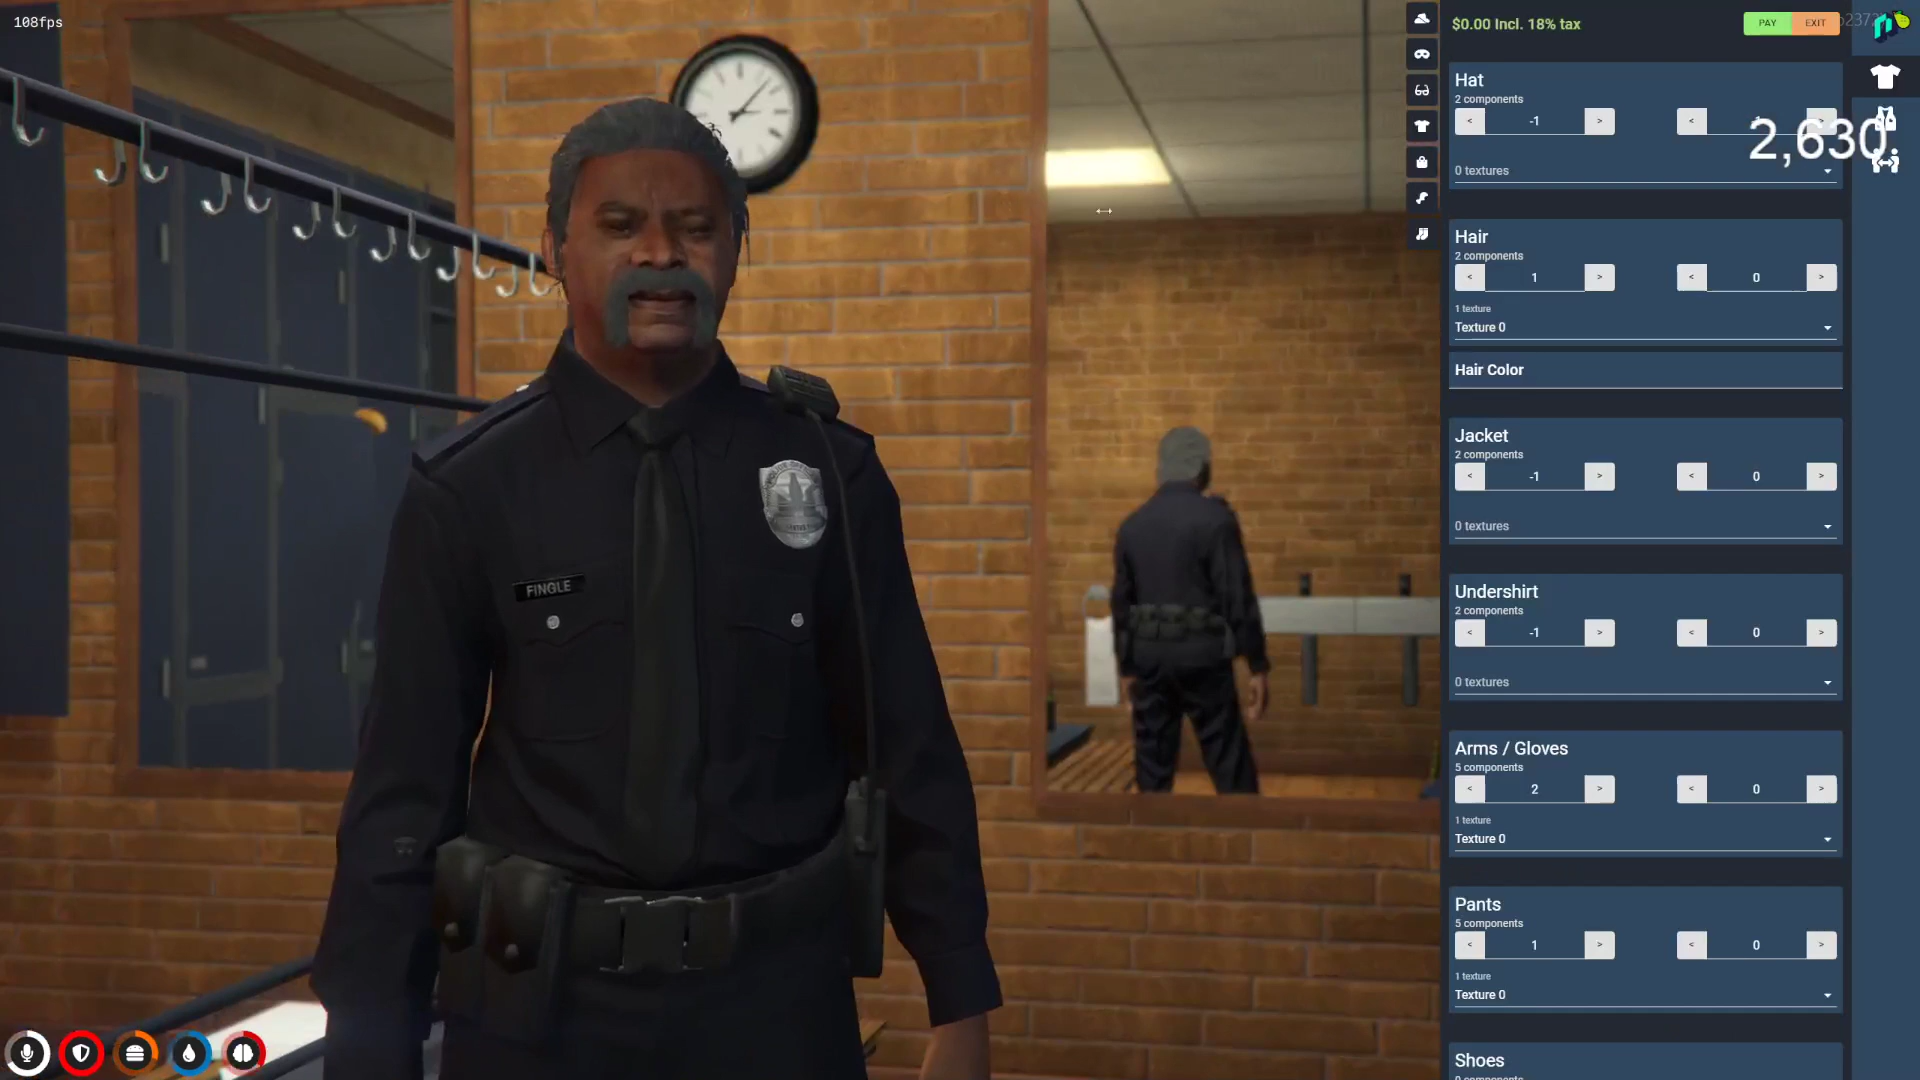 108fps
$0.00 Incl. 18% tax
PAY
EXIT
Hat
2 components
< -1 >
<
2,630.
0 textures
Hair
2 components
< 1 >
< 0 >
1 texture
Texture 0
Hair Color
Jacket
2 components
< -1 >
< 0 >
0 textures
Undershirt
2 components
< -1 >
< 0 >
0 textures
Arms / Gloves
5 components
< 2 >
< 0 >
1 texture
Texture 0
Pants
5 components
< 1 >
< 0 >
1 texture
Texture 0
Shoes
FINGLE